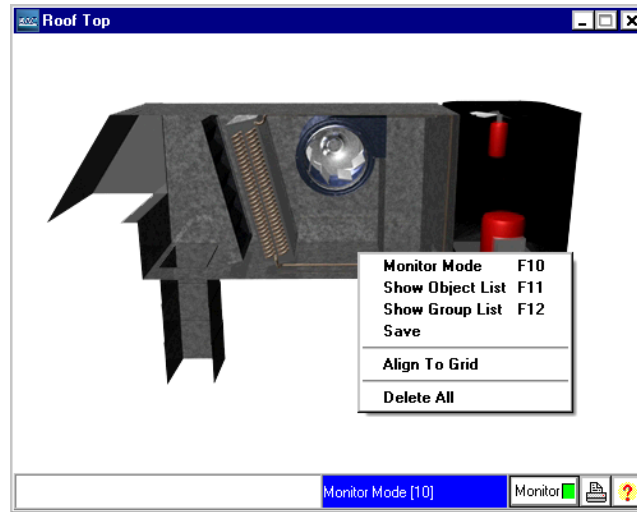 Roof Top
Monitor Mode F10
Show Object List F11
Show Group List F12
Save
Align To Grid
Delete All
Monitor Mode [10]
Monitor
?